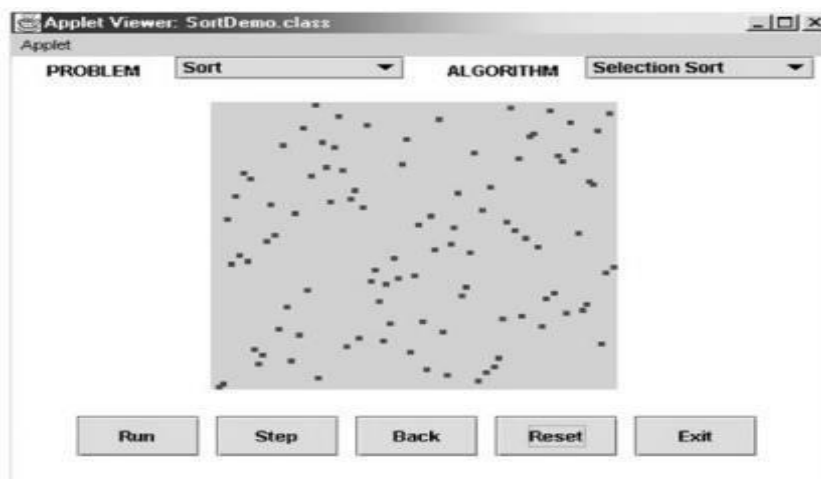 Applet Viewer: SortDemo.class
Applet
PROBLEM Sort ALGORITHM Selection Sort
Run Step Back Reset Exit